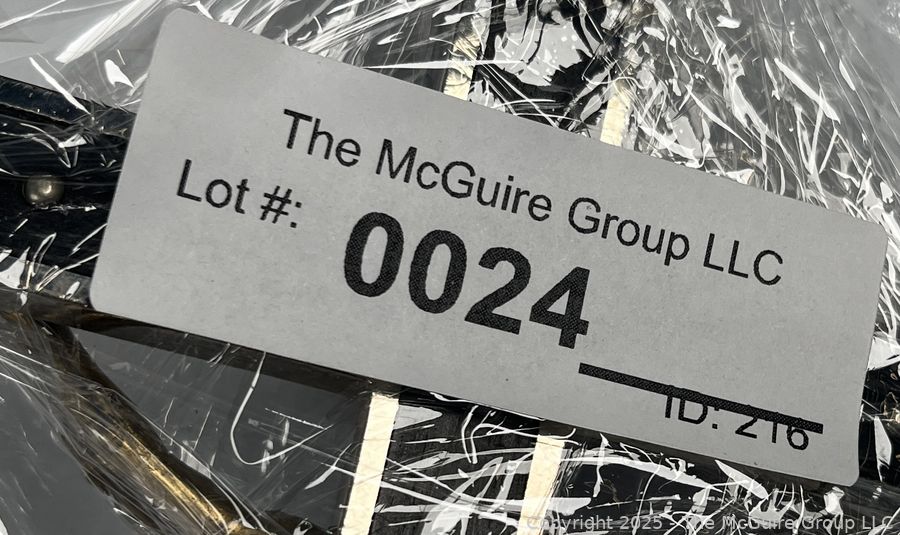 The McGuire Group LLC
Lot #:
0024
ID: 216
Copyright 2025 - The McGuire Group LLC